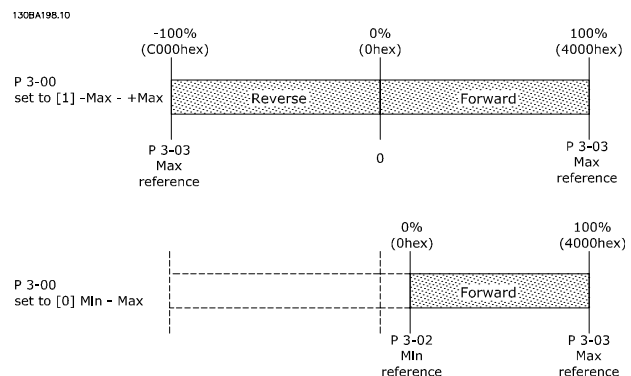 130BA198.10
-100% 0% 100%
(C000hex) (0hex) (4000hex)
P 3-00
set to [1] -Max - +Max
Reverse Forward
P 3-03 0 P 3-03
Max Max
reference reference
0% 100%
(0hex) (4000hex)
P 3-00
set to [0] MIn - Max
Forward
P 3-02 P 3-03
MIn Max
reference reference